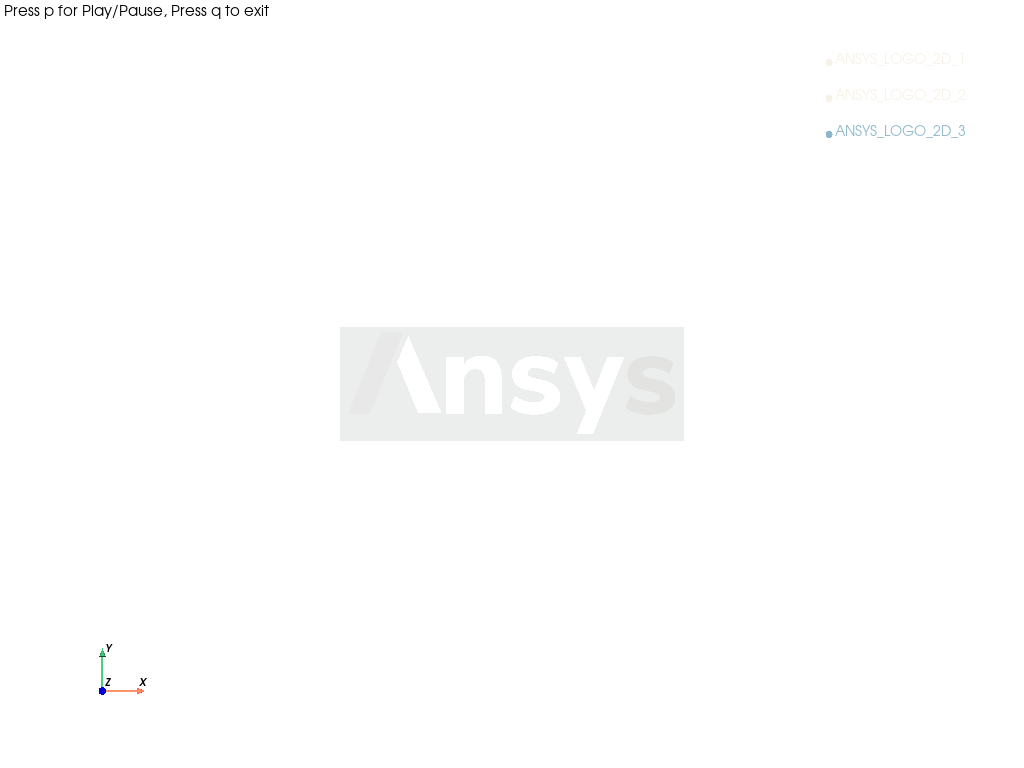 Press p for Play/Pause, Press q to exit
ANSYS_LOGO_2D_1
ANSYS_LOGO_2D_2
ANSYS_LOGO_2D_3
Ansys
Y
Z X